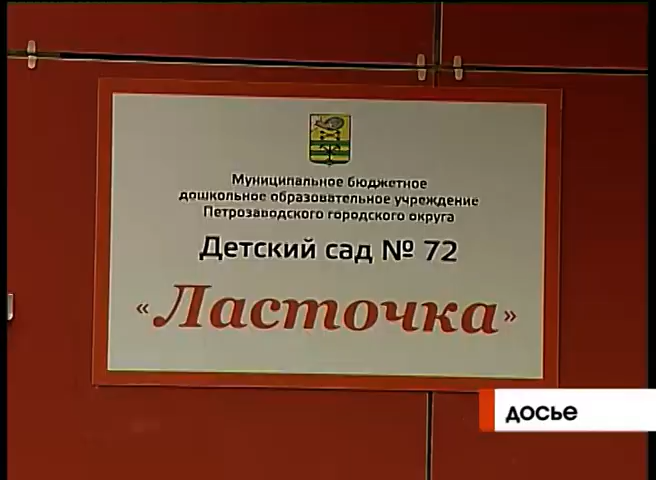 Муниципальное бюджетное
дошкольное образовательное учреждение
Петрозаводского городского округа
Детский сад № 72
«Ласточка»
досье